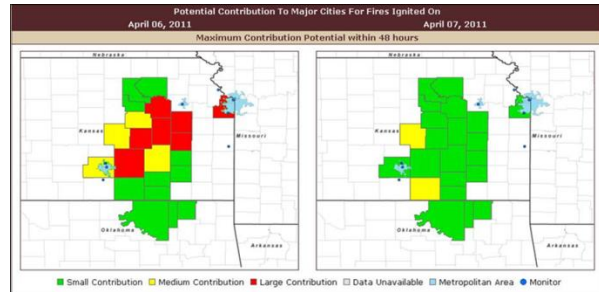 Potential Contribution To Major Cities For Fires Ignited On
April 06, 2011
April 07, 2011
Maximum Contribution Potential within 48 hours
Nebraska
Kansas
Missouri
Oklahoma
Arkansas
Nebraska
Kansas
Missouri
Oklahoma
Arkansas
Small Contribution Medium Contribution Large Contribution Data Unavailable Metropolitan Area Monitor